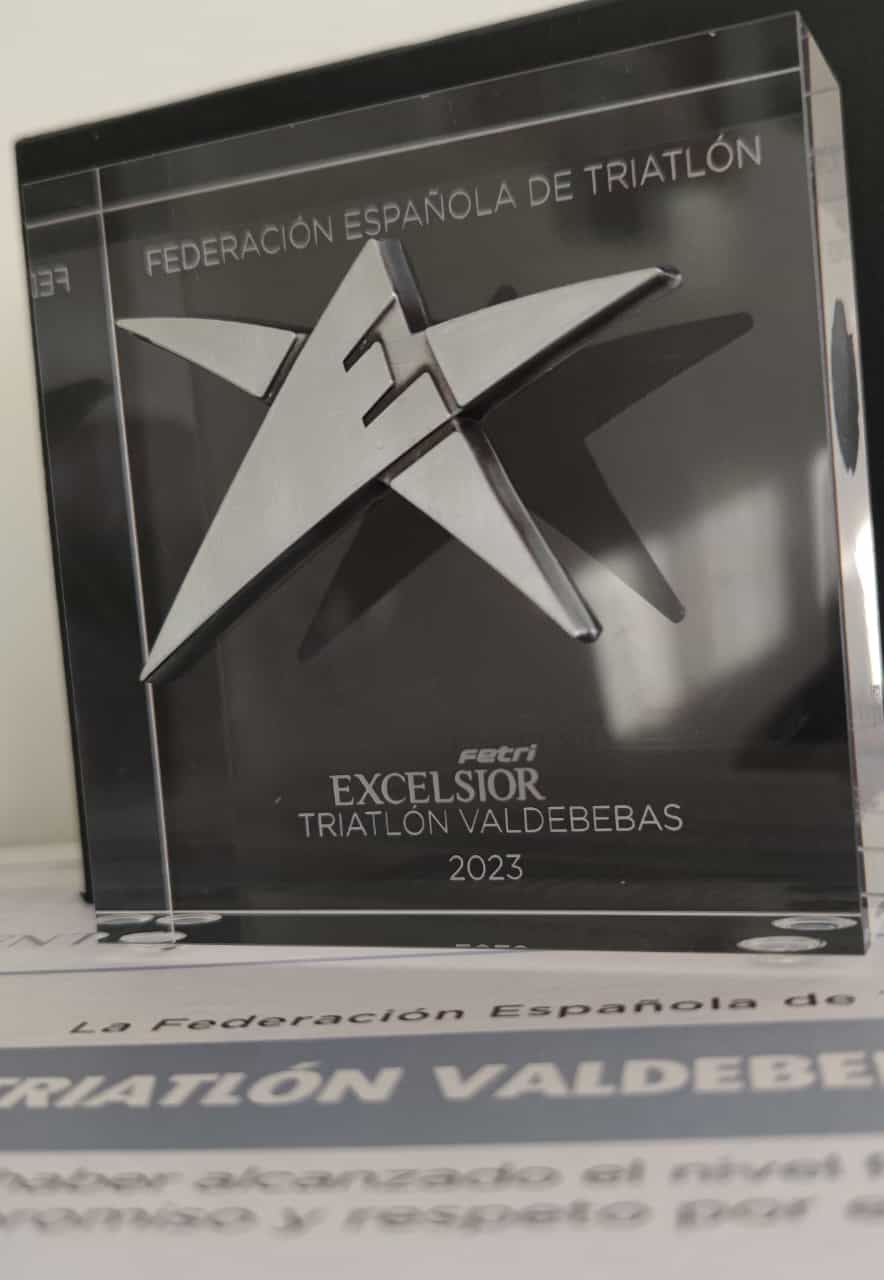 FEDERACIÓN ESPAÑOLA DE TRIATLÓN
E
Fetri
EXCELSIOR
TRIATLÓN VALDEBEBAS
2023
La Federación Española de
TRIATLÓN VALDEBE
haber alcanzado el nivel
y respeto por